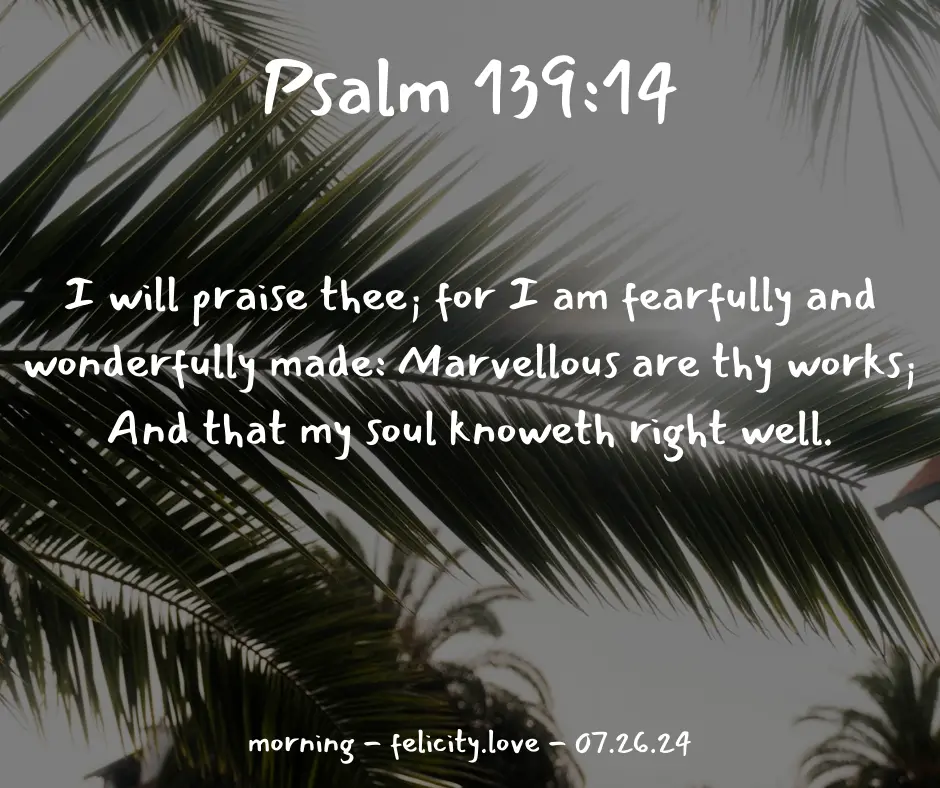 Psalm 139:14
I will praise thee; for I am fearfully and
wonderfully made: Marvellous are thy works;
And that my soul knoweth right well.
morning - felicity.love - 07.26.24